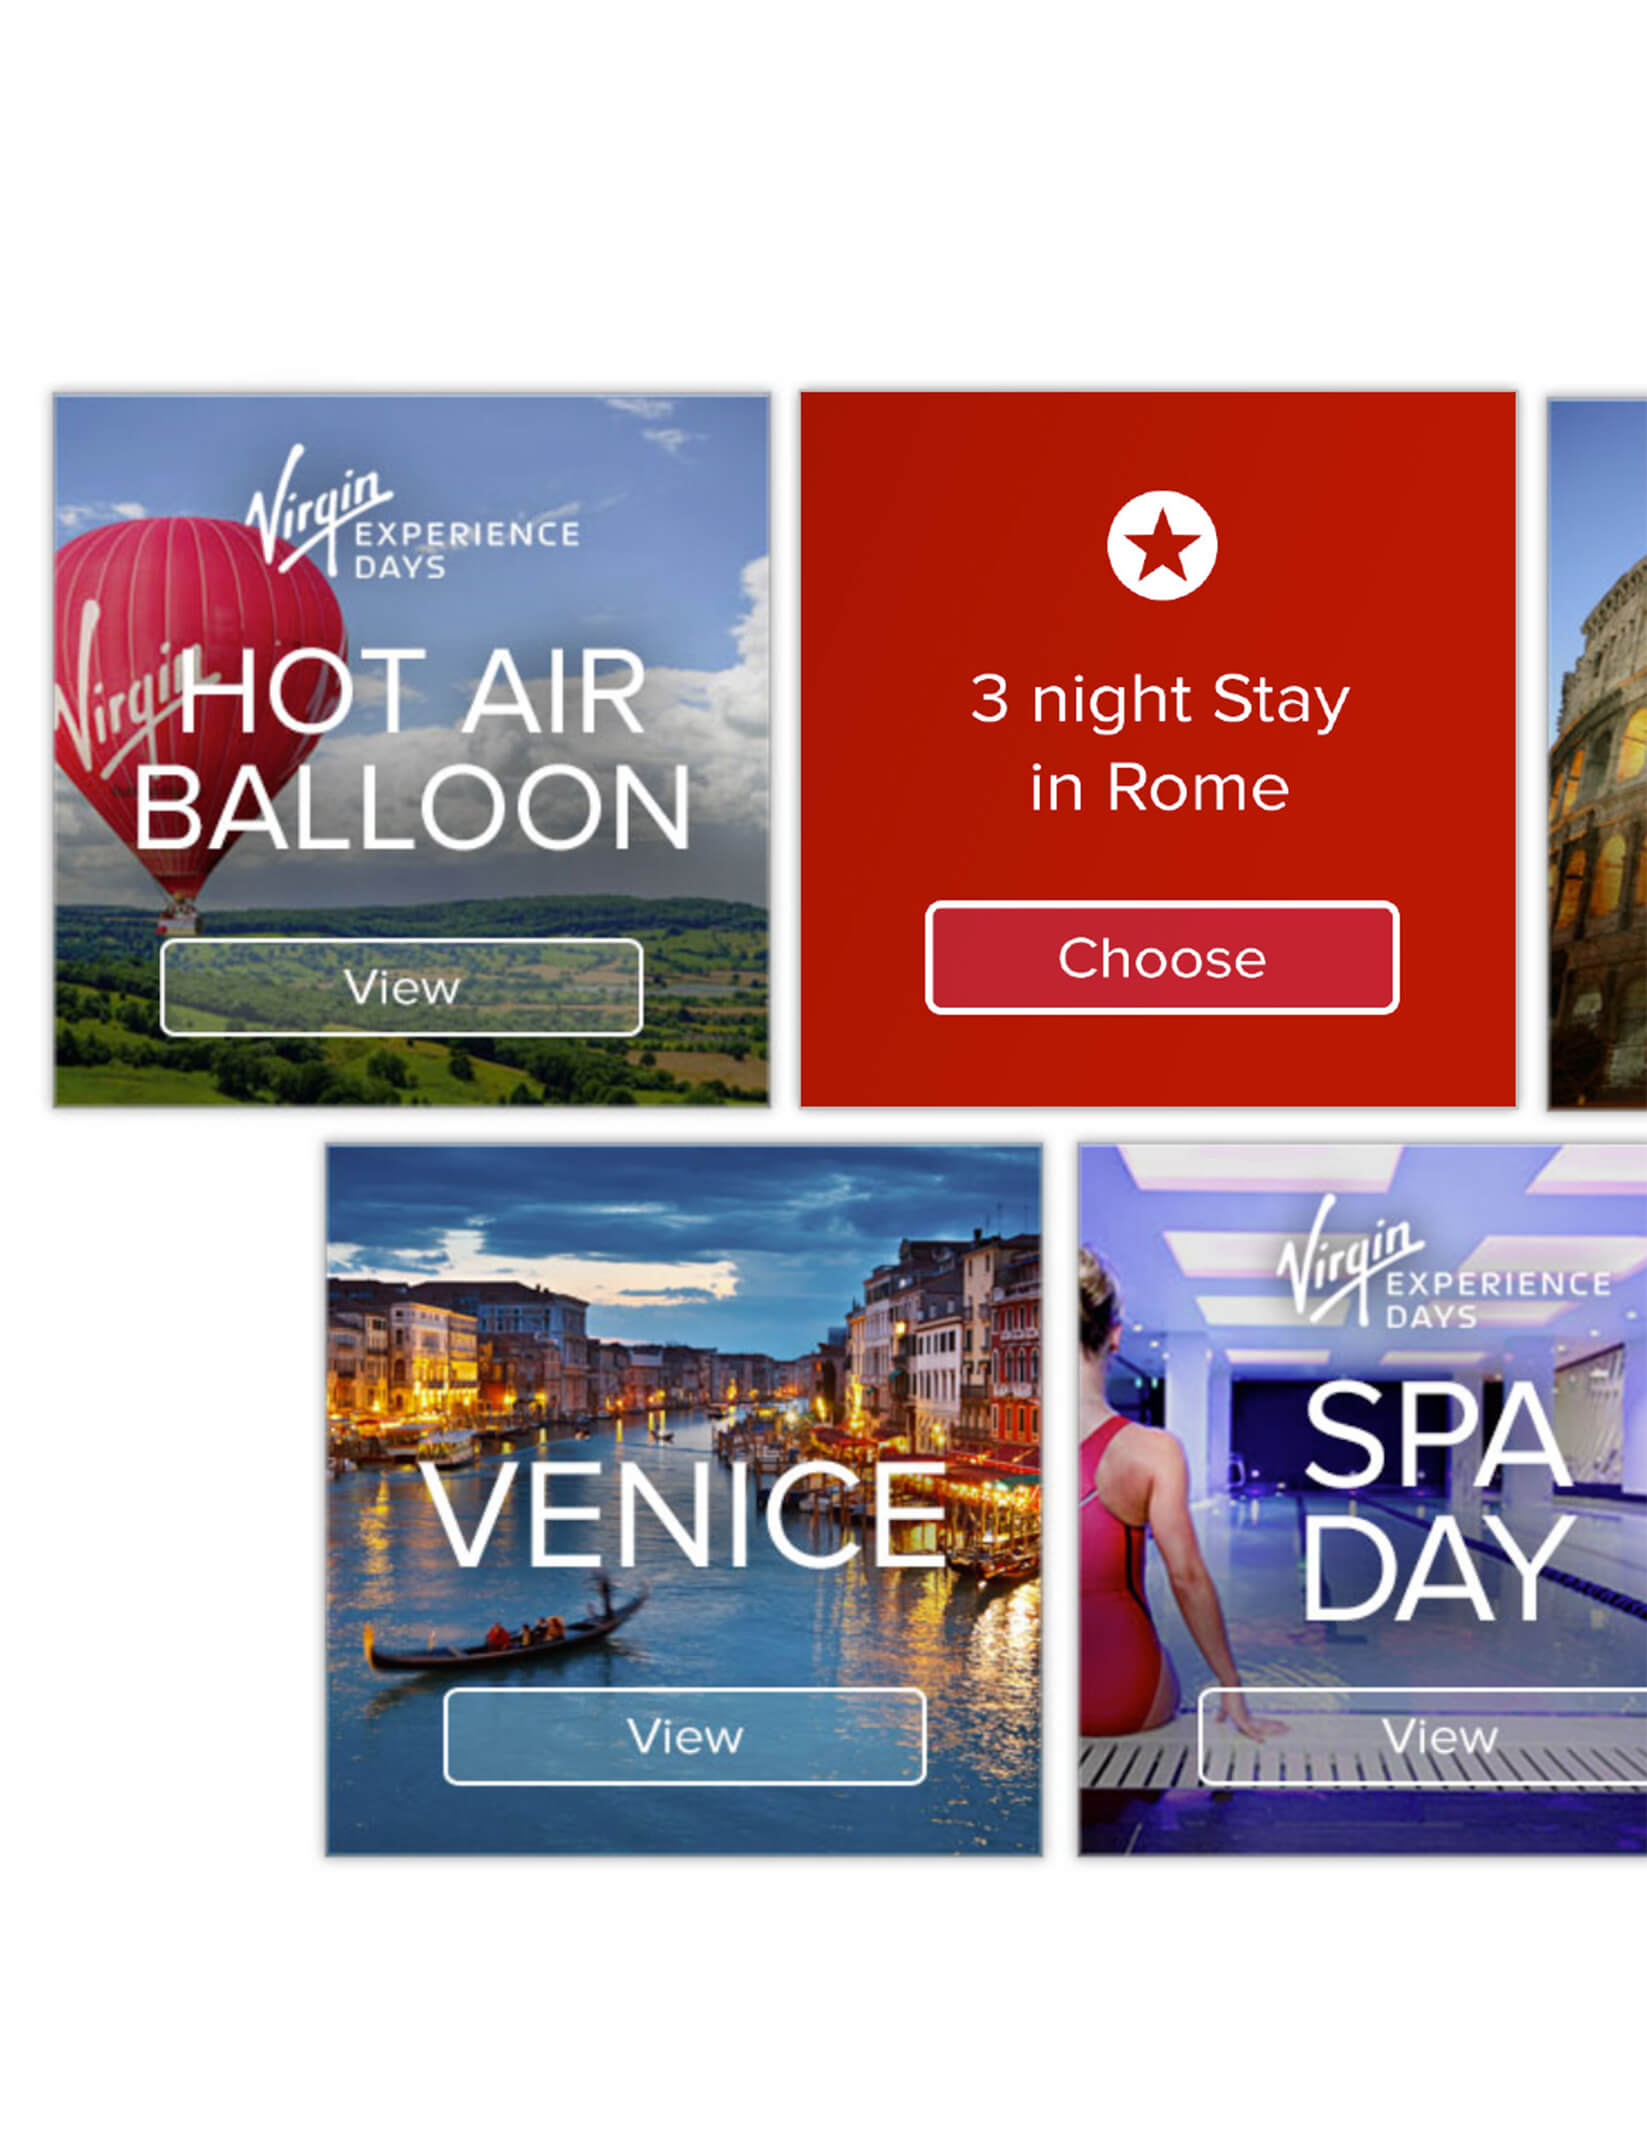 Virgin
EXPERIENCE
DAYS
Virgin
HOT AIR
BALLOON
View
3 night Stay
in Rome
Choose
VENICE
View
Virgin
EXPERIENCE
DAYS
SPA
DAY
View